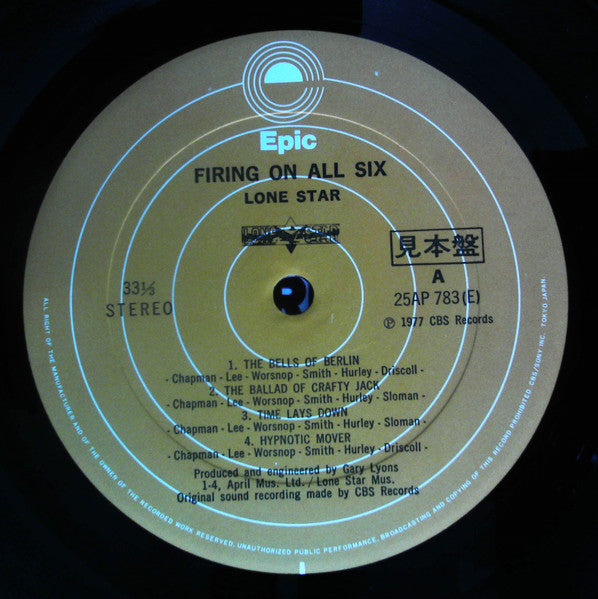 Epic
FIRING ON ALL SIX
LONE STAR
LONE STAR
見本盤
33⅓
STEREO
A
25AP 783(E)
Ⓟ 1977 CBS Records
1. THE BELLS OF BERLIN
- Chapman - Lee - Worsnop - Smith - Hurley - Driscoll -
2. THE BALLAD OF CRAFTY JACK
- Chapman - Lee - Worsnop - Smith - Hurley - Sloman -
3. TIME LAYS DOWN
- Chapman - Lee - Worsnop - Smith - Hurley - Sloman -
4. HYPNOTIC MOVER
- Chapman - Lee - Worsnop - Smith - Hurley - Driscoll -
Produced and engineered by Gary Lyons
1-4, April Mus. Ltd. / Lone Star Mus.
Original sound recording made by CBS Records
ALL RIGHT OF THE MANUFACTURER AND OF THE OWNER OF THE RECORDED WORK RESERVED. UNAUTHORIZED PUBLIC PERFORMANCE, BROADCASTING AND COPYING OF THIS RECORD PROHIBITED CBS/SONY INC. TOKYO JAPAN.